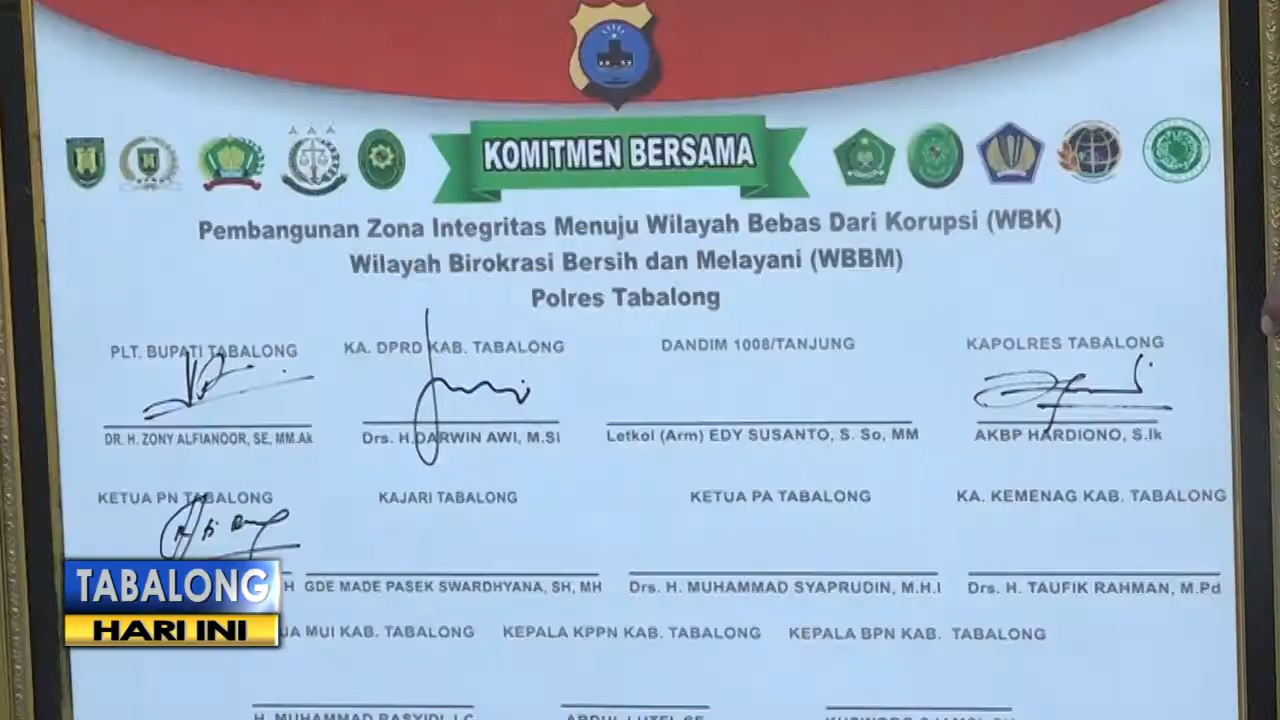 KOMITMEN BERSAMA
Pembangunan Zona Integritas Menuju Wilayah Bebas Dari Korupsi (WBK)
Wilayah Birokrasi Bersih dan Melayani (WBBM)
Polres Tabalong
PLT. BUPATI TABALONG KA. DPRD KAB. TABALONG DANDIM 1008/TANJUNG KAPOLRES TABALONG
DR. H. ZONY ALFIANOOR, SE, MM.Ak Drs. H.DARWIN AWI, M.Si Letkol (Arm) EDY SUSANTO, S. So, MM AKBP HARDIONO, S.Ik
KETUA PN TABALONG KAJARI TABALONG KETUA PA TABALONG KA. KEMENAG KAB. TABALONG
H GDE MADE PASEK SWARDHYANA, SH, MH Drs. H. MUHAMMAD SYAPRUDIN, M.H.I Drs. H. TAUFIK RAHMAN, M.Pd
TABALONG
HARI INI
UA MUI KAB. TABALONG KEPALA KPPN KAB. TABALONG KEPALA BPN KAB. TABALONG
H. MUHAMMAD RASYIDI, LC